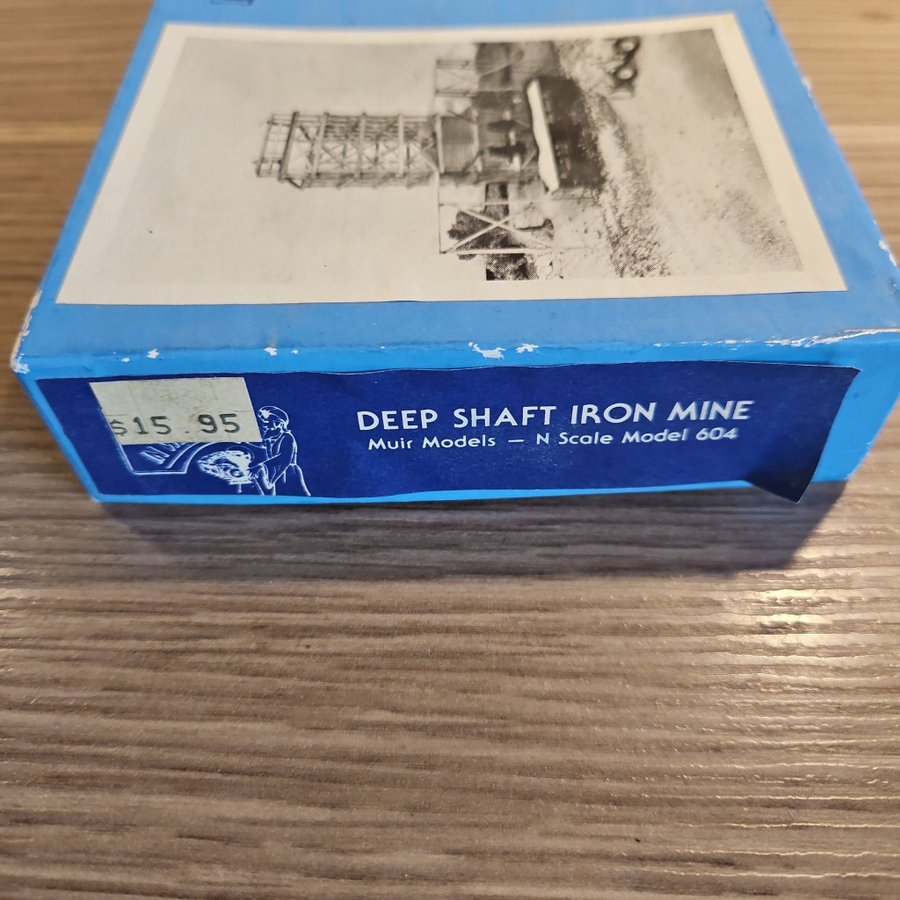 $15.95
DEEP SHAFT IRON MINE
Muir Models — N Scale Model 604